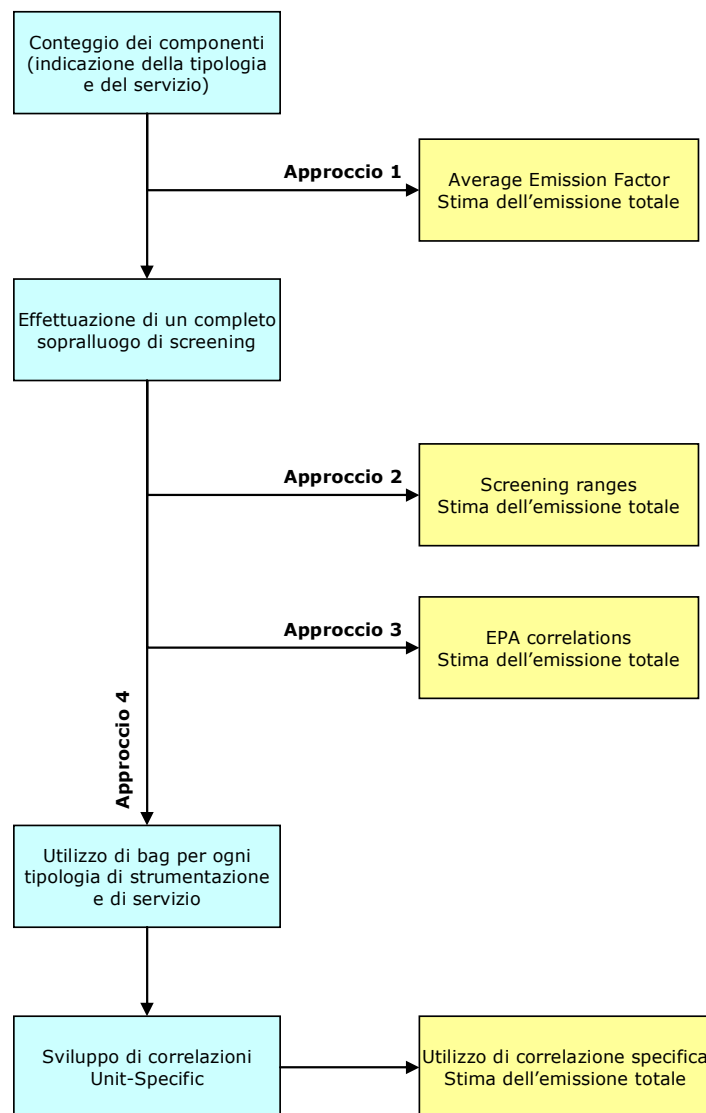 Conteggio dei componenti
(indicazione della tipologia
e del servizio)
Approccio 1
Average Emission Factor
Stima dell'emissione totale
Effettuazione di un completo
sopralluogo di screening
Approccio 2
Screening ranges
Stima dell'emissione totale
Approccio 3
EPA correlations
Stima dell'emissione totale
Approccio 4
Utilizzo di bag per ogni
tipologia di strumentazione
e di servizio
Sviluppo di correlazioni
Unit-Specific
Utilizzo di correlazione specifica
Stima dell'emissione totale